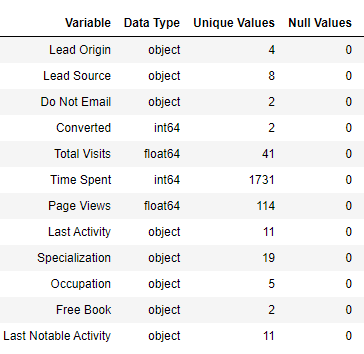 Variable Data Type Unique Values Null Values
Lead Origin object 4 0
Lead Source object 8 0
Do Not Email object 2 0
Converted int64 2 0
Total Visits float64 41 0
Time Spent int64 1731 0
Page Views float64 114 0
Last Activity object 11 0
Specialization object 19 0
Occupation object 5 0
Free Book object 2 0
Last Notable Activity object 11 0